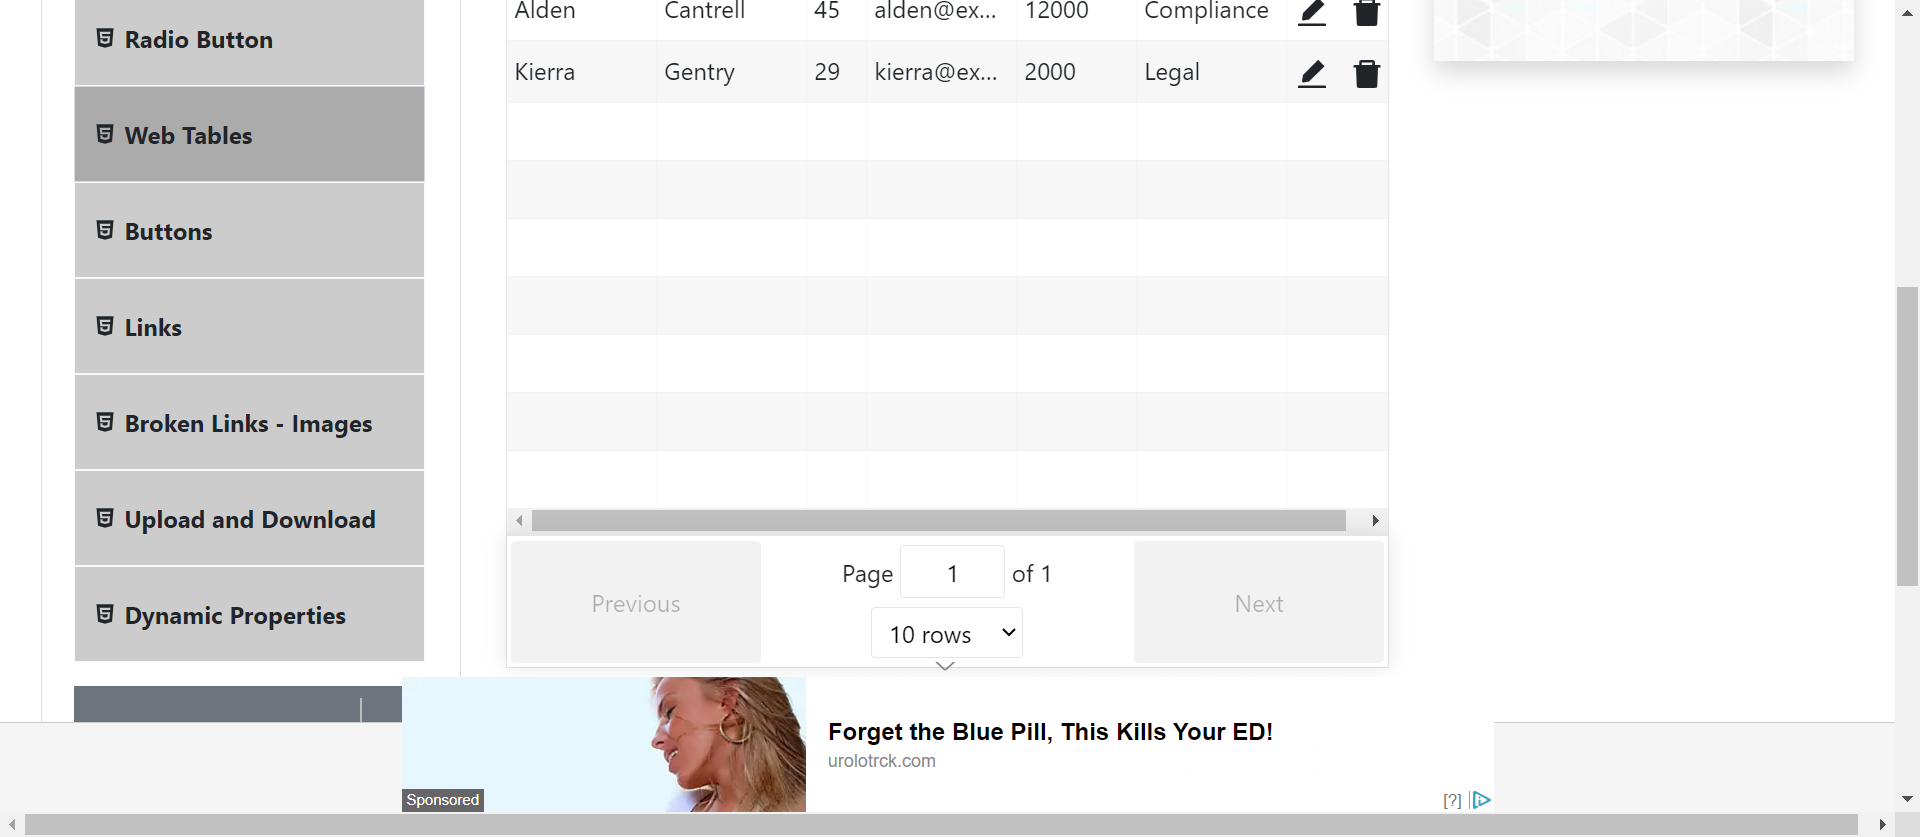 Radio Button
Web Tables
Buttons
Links
Broken Links - Images
Upload and Download
Dynamic Properties
Alden Cantrell 45 alden@ex... 12000 Compliance
Kierra Gentry 29 kierra@ex... 2000 Legal
Previous
Page 1 of 1
10 rows
Next
Sponsored
Forget the Blue Pill, This Kills Your ED!
urolotrck.com
[?]